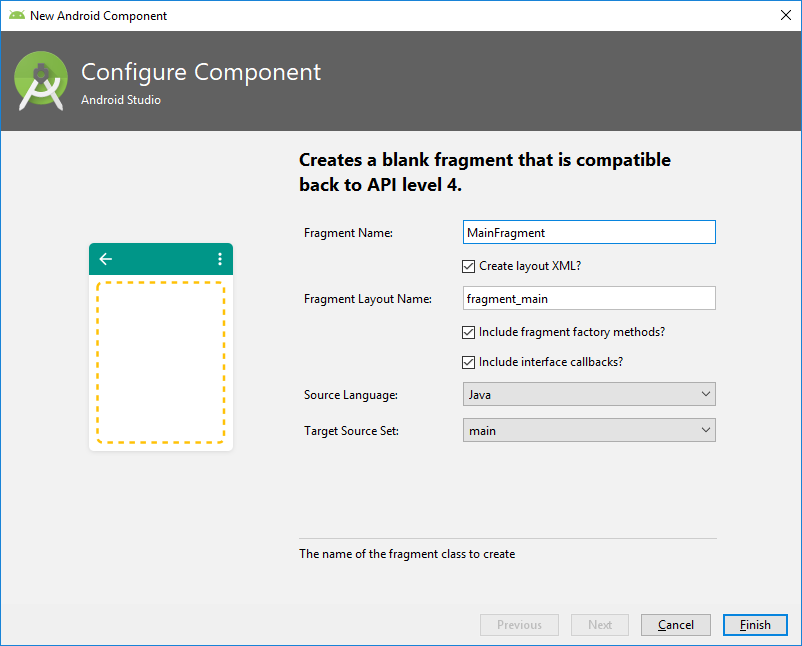 New Android Component
Configure Component
Android Studio
Creates a blank fragment that is compatible
back to API level 4.
Fragment Name:
MainFragment
Create layout XML?
Fragment Layout Name:
fragment_main
Include fragment factory methods?
Include interface callbacks?
Source Language:
Java
Target Source Set:
main
The name of the fragment class to create
Previous
Next
Cancel
Finish